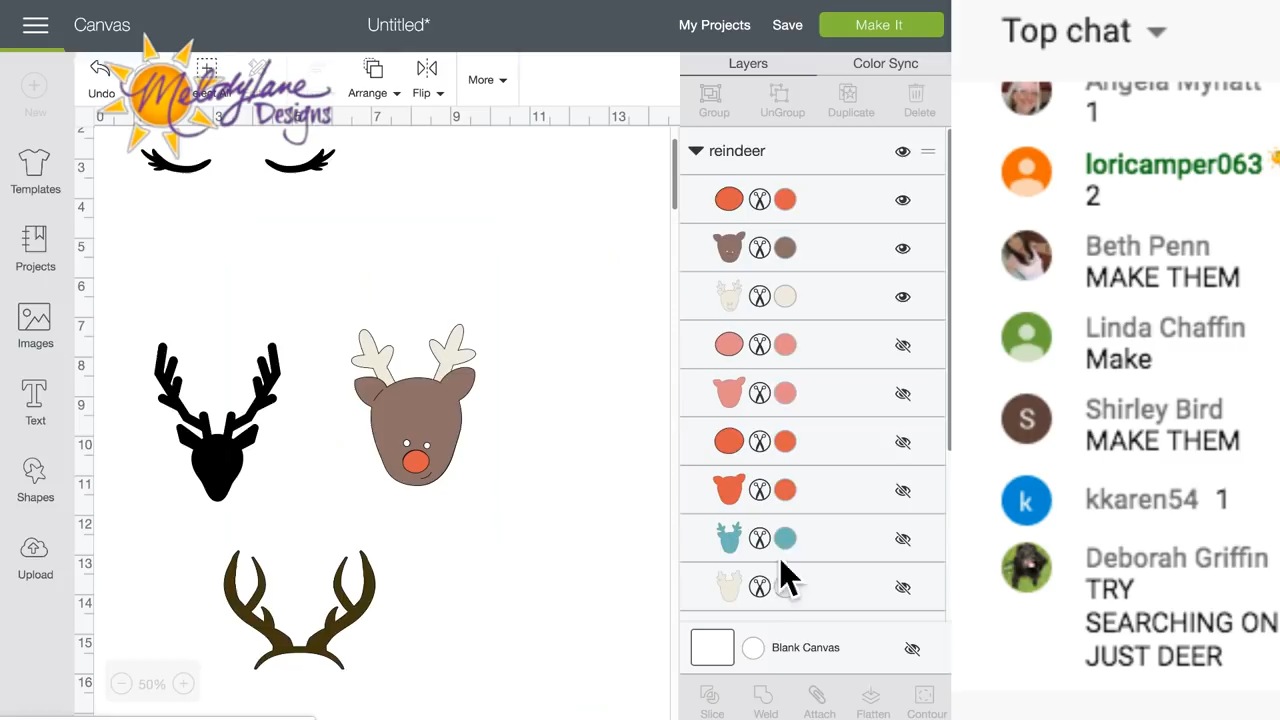 Canvas
Untitled*
My Projects
Save
Make It
Top chat
MelodyLane
Designs
Undo
Arrange
Flip
More
Layers
Color Sync
Group
UnGroup
Duplicate
Delete
0
3
7
9
11
13
2
3
4
5
6
7
8
9
10
11
12
13
14
15
16
New
Templates
Projects
Images
Text
Shapes
Upload
50%
reindeer
Blank Canvas
Slice
Weld
Attach
Flatten
Contour
Angela Mynatt
1
loricamper063
2
Beth Penn
MAKE THEM
Linda Chaffin
Make
S
Shirley Bird
MAKE THEM
k
kkaren54 1
Deborah Griffin
TRY
SEARCHING ON
JUST DEER